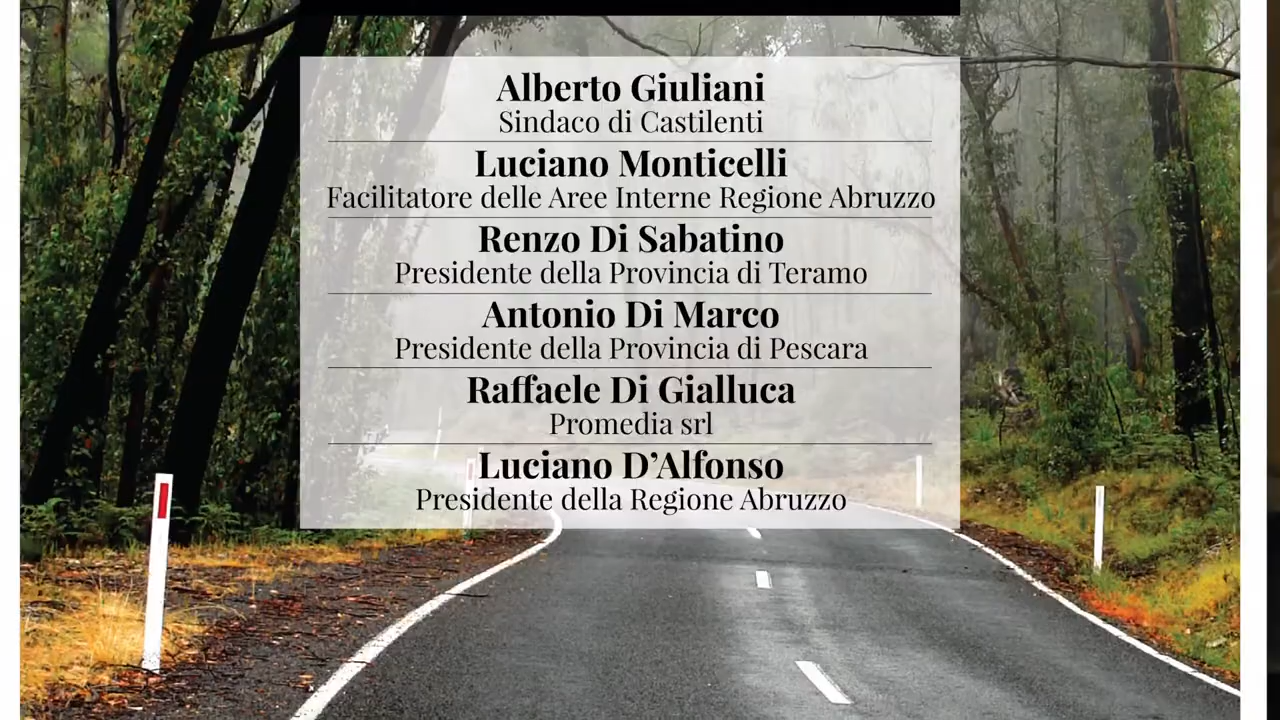 Alberto Giuliani
Sindaco di Castilenti
Luciano Monticelli
Facilitatore delle Aree Interne Regione Abruzzo
Renzo Di Sabatino
Presidente della Provincia di Teramo
Antonio Di Marco
Presidente della Provincia di Pescara
Raffaele Di Gialluca
Promedia srl
Luciano D’Alfonso
Presidente della Regione Abruzzo